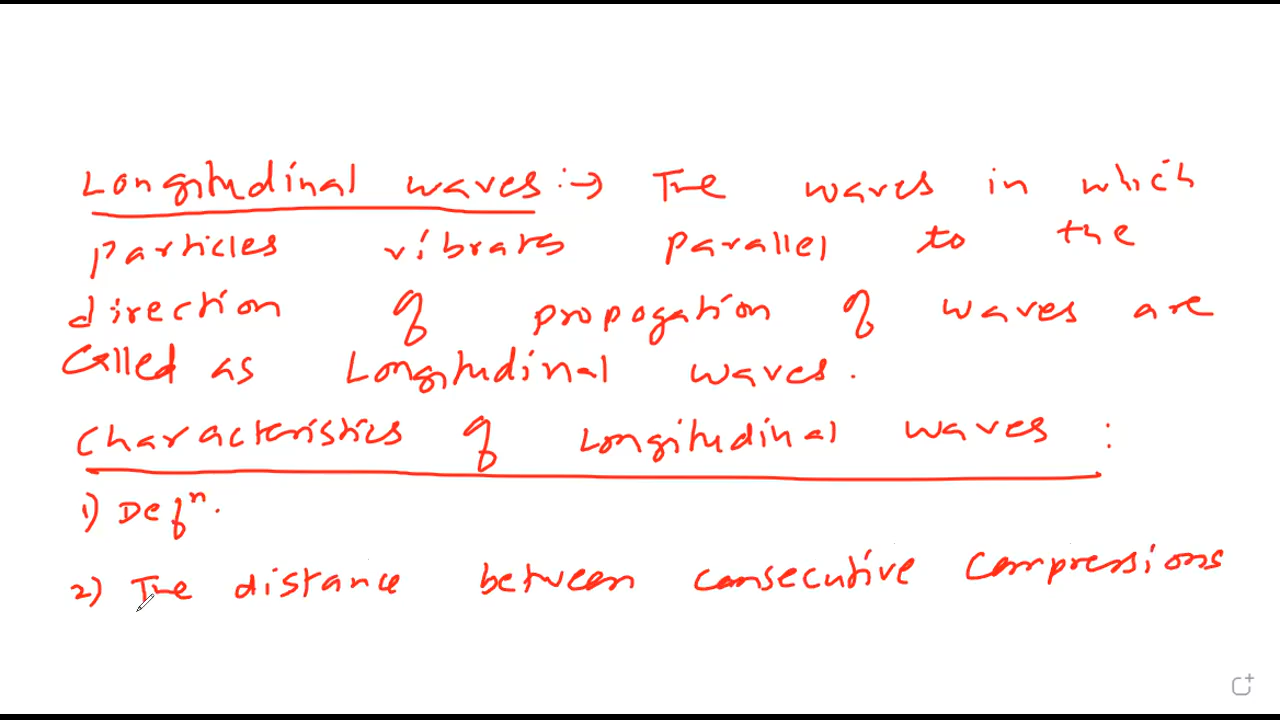 Longitudinal waves :→ The waves in which
particles vibrates parallel to the
direction of propogation of waves are
called as Longitudinal waves.
Characteristics of Longitudinal waves :
1) Defⁿ.
2) The distance between consecutive compressions